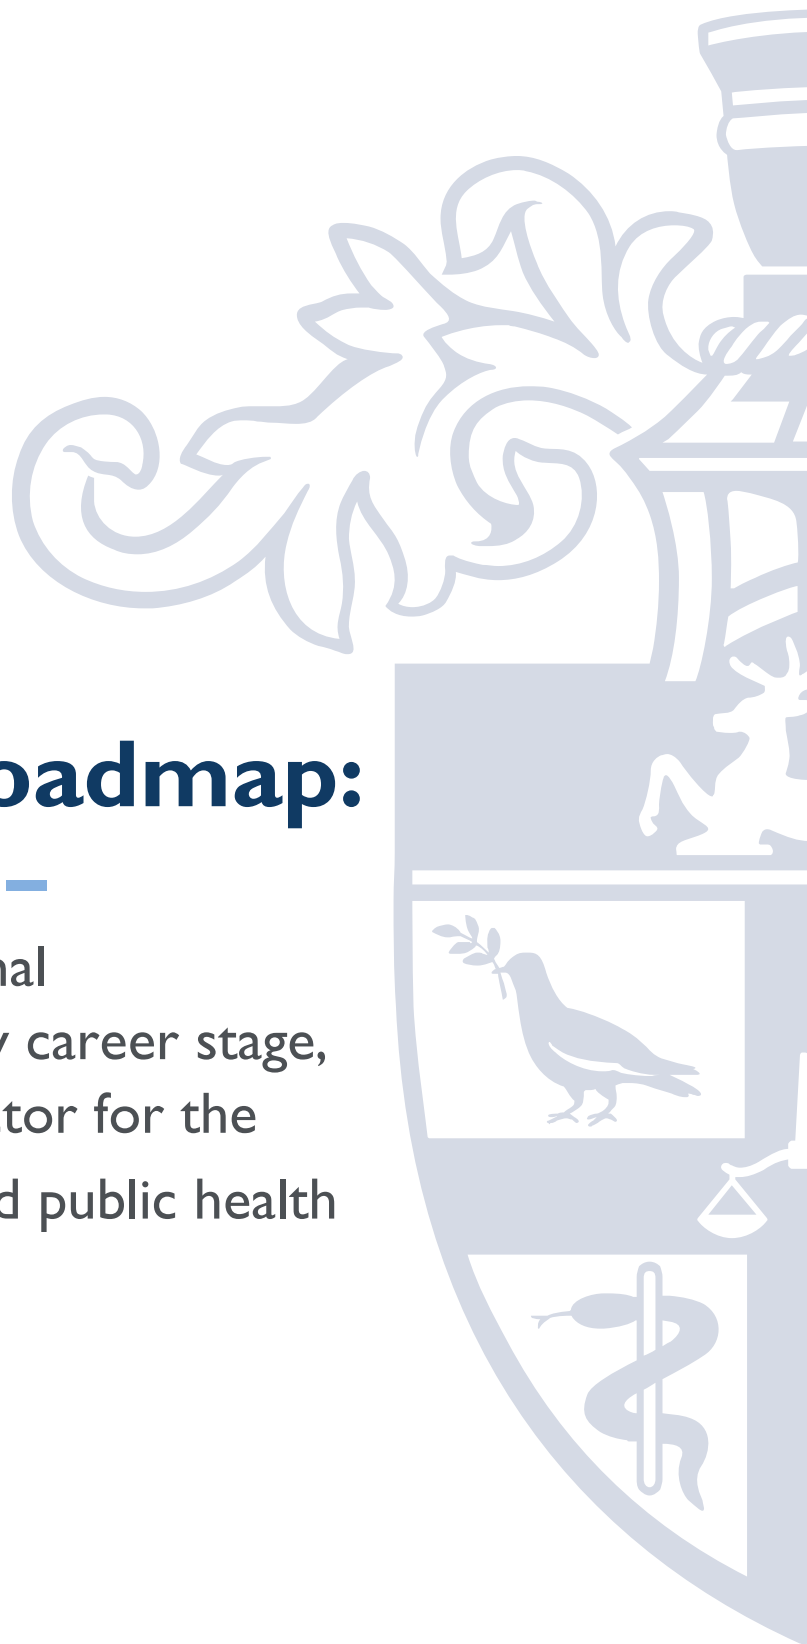 oadmap:
nal
y career stage,
tor for the
d public health